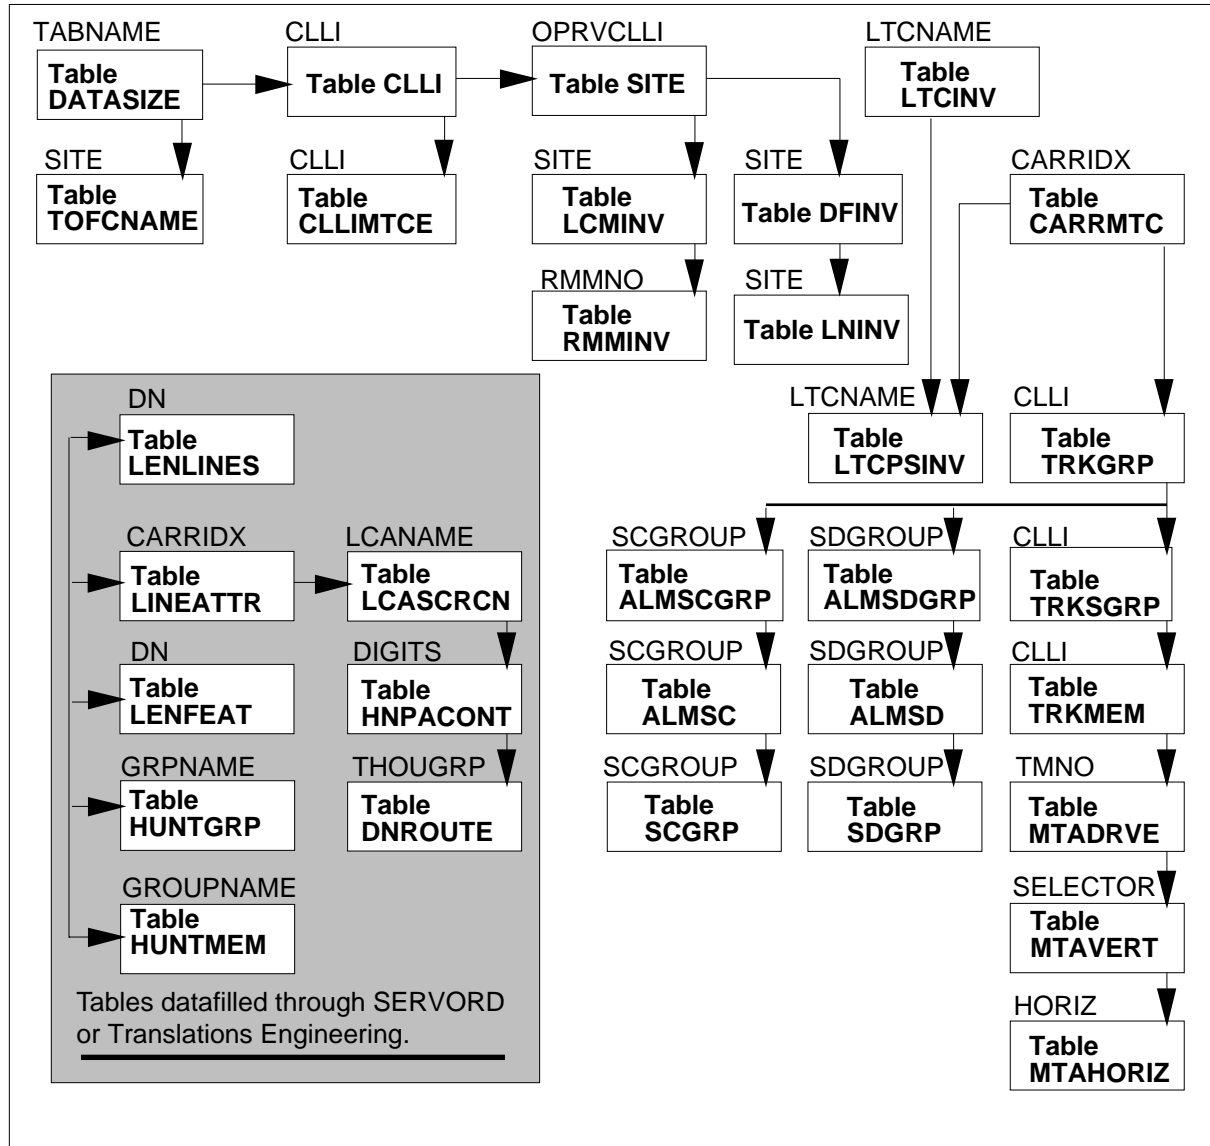 TABNAME
Table
DATASIZE
CLLI
Table CLLI
OPRVCLLI
Table SITE
LTCNAME
Table
LTCINV
SITE
Table
TOFCNAME
CLLI
Table
CLLIMTCE
SITE
Table
LCMINV
SITE
Table DFINV
CARRIDX
Table
CARRMTC
RMMNO
Table
RMMINV
SITE
Table LNINV
LTCNAME
Table
LTCPSINV
CLLI
Table
TRKGRP
DN
Table
LENLINES
CARRIDX
Table
LINEATTR
LCANAME
Table
LCASCRCN
DN
Table
LENFEAT
DIGITS
Table
HNPACONT
GRPNAME
Table
HUNTGRP
THOUGRP
Table
DNROUTE
GROUPNAME
Table
HUNTMEM
Tables datafilled through SERVORD
or Translations Engineering.
SCGROUP
Table
ALMSCGRP
SDGROUP
Table
ALMSDGRP
CLLI
Table
TRKSGRP
SCGROUP
Table
ALMSC
SDGROUP
Table
ALMSD
CLLI
Table
TRKMEM
SCGROUP
Table
SCGRP
SDGROUP
Table
SDGRP
TMNO
Table
MTADRVE
SELECTOR
Table
MTAVERT
HORIZ
Table
MTAHORIZ